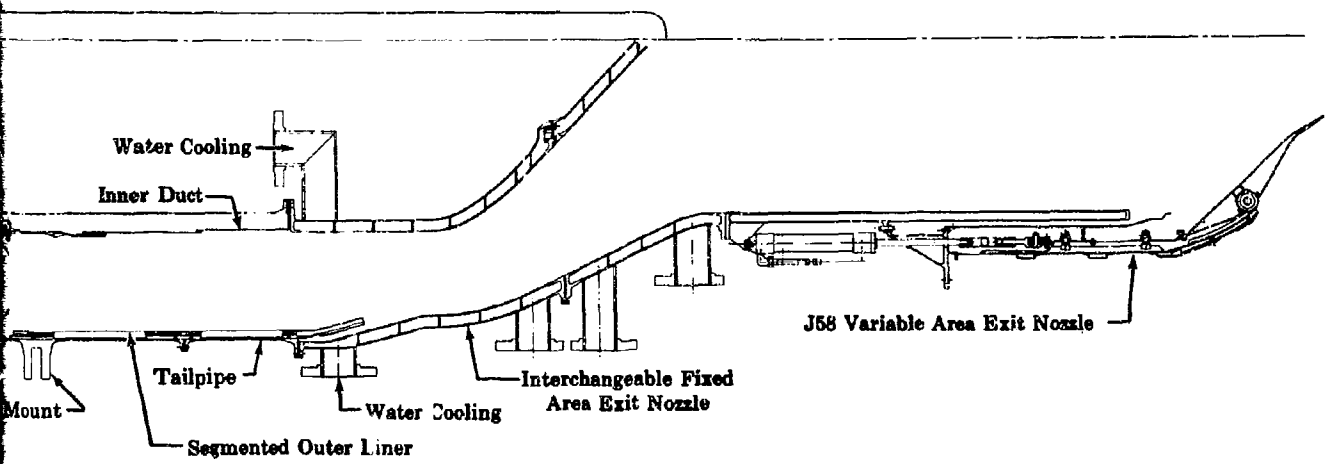 Water Cooling
Inner Duct
J58 Variable Area Exit Nozzle
Tailpipe
Interchangeable Fixed
Area Exit Nozzle
Mount
Water Cooling
Segmented Outer Liner